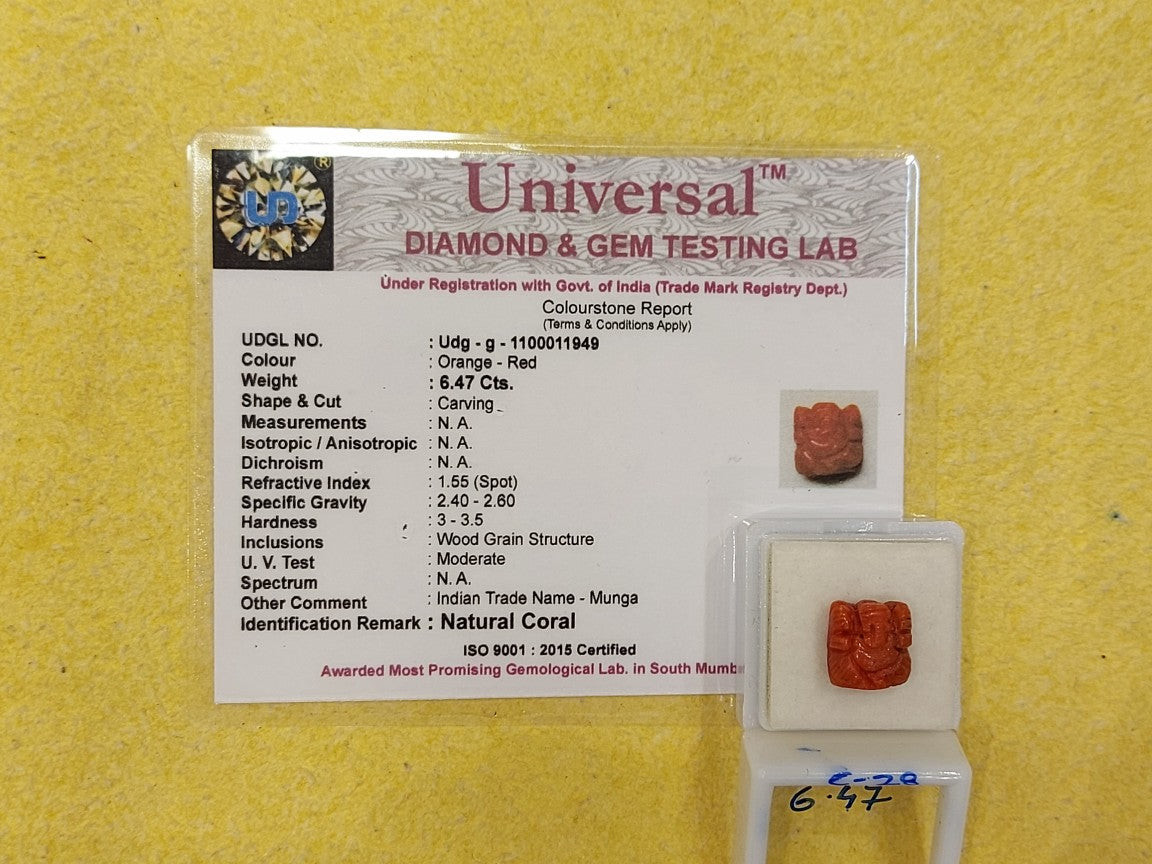 ®
US
Universal™
DIAMOND & GEM TESTING LAB
Under Registration with Govt. of India (Trade Mark Registry Dept.)
Colourstone Report
(Terms & Conditions Apply)
UDGL NO. : Udg - g - 1100011949
Colour : Orange - Red
Weight : 6.47 Cts.
Shape & Cut : Carving
Measurements : N. A.
Isotropic / Anisotropic : N. A.
Dichroism : N. A.
Refractive Index : 1.55 (Spot)
Specific Gravity : 2.40 - 2.60
Hardness : 3 - 3.5
Inclusions : Wood Grain Structure
U. V. Test : Moderate
Spectrum : N. A.
Other Comment : Indian Trade Name - Munga
Identification Remark : Natural Coral
ISO 9001 : 2015 Certified
Awarded Most Promising Gemological Lab. in South Mumb
6.47